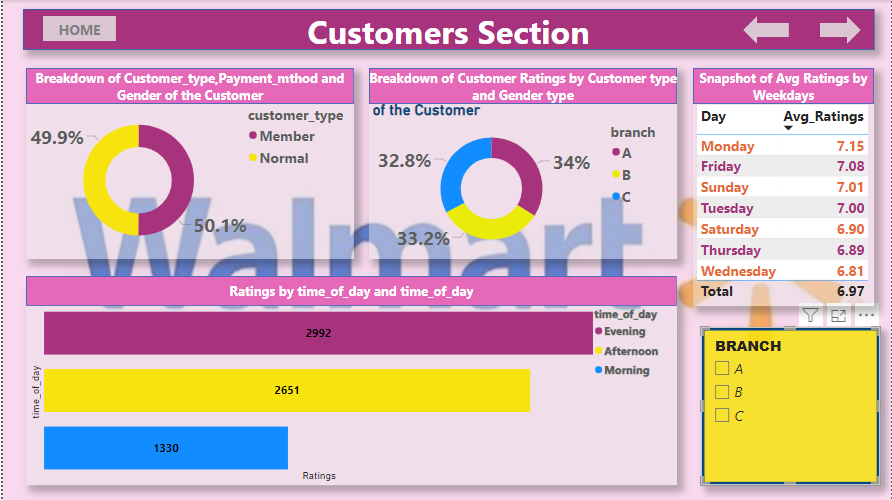 HOME
Customers Section
Breakdown of Customer_type,Payment_mthod and
Gender of the Customer
customer_type
Member
Normal
49.9%
50.1%
Breakdown of Customer Ratings by Customer type
and Gender type
of the Customer
branch
A
B
C
32.8%
34%
33.2%
Snapshot of Avg Ratings by
Weekdays
Day Avg_Ratings
Monday 7.15
Friday 7.08
Sunday 7.01
Tuesday 7.00
Saturday 6.90
Thursday 6.89
Wednesday 6.81
Total 6.97
Walmart
Ratings by time_of_day and time_of_day
time_of_day
Evening
Afternoon
Morning
2992
2651
1330
time_of_day
Ratings
BRANCH
A
B
C